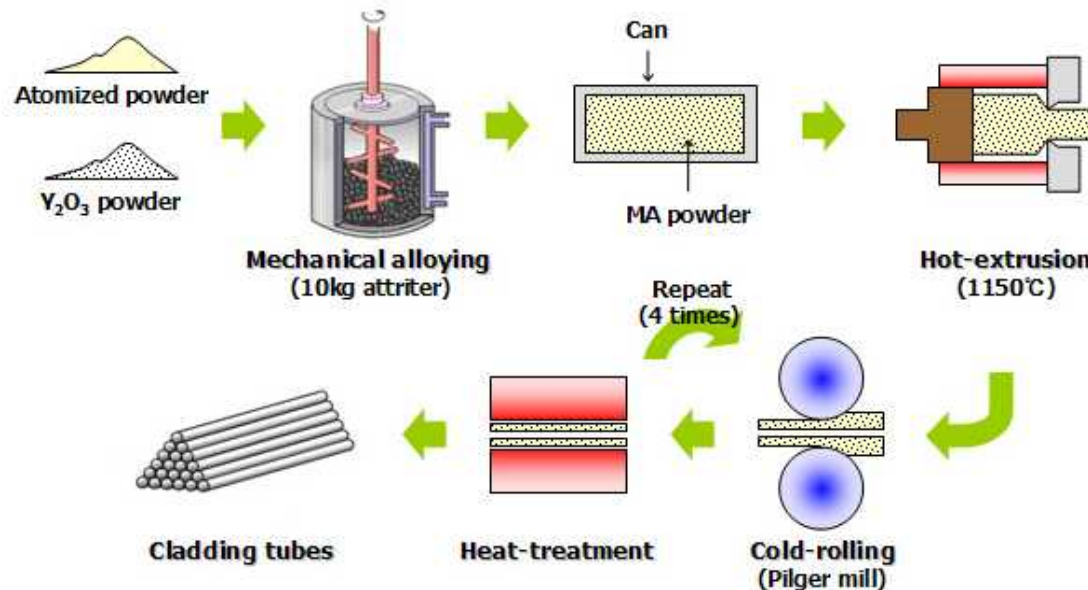 Atomized powder
Y₂O₃ powder
Mechanical alloying
(10kg attriter)
Can
MA powder
Hot-extrusion
(1150℃)
Repeat
(4 times)
Cold-rolling
(Pilger mill)
Heat-treatment
Cladding tubes